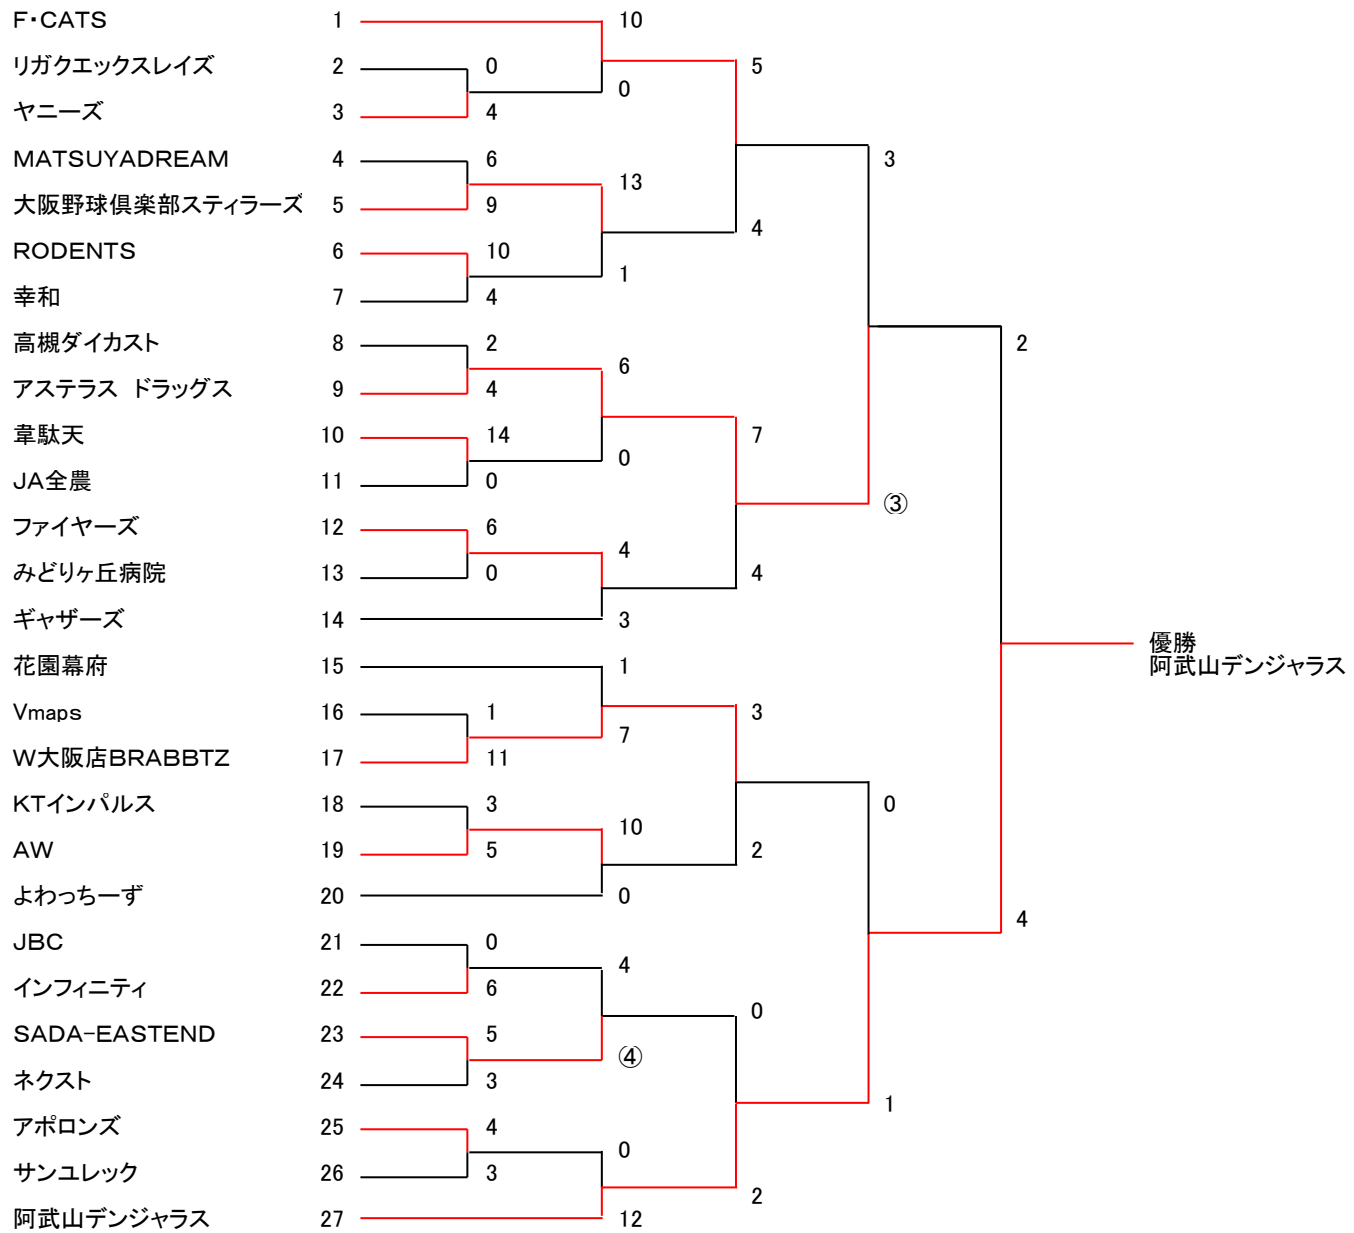 F・CATS 1 10
リガクエックスレイズ 2 0 5
0
ヤニーズ 3 4
MATSUYADREAM 4 6 3
13
大阪野球倶楽部スティラーズ 5 9
4
RODENTS 6 10
1
幸和 7 4
高槻ダイカスト 8 2 2
6
アステラス ドラッグス 9 4
韋駄天 10 14 7
0
JA全農 11 0
③
ファイヤーズ 12 6
4
みどりヶ丘病院 13 0 4
ギャザーズ 14 3
優勝
花園幕府 15 1
阿武山デンジャラス
Vmaps 16 1 3
7
W大阪店BRABBTZ 17 11
KTインパルス 18 3 0
10
AW 19 5 2
よわっちーず 20 0
4
JBC 21 0
4
インフィニティ 22 6
0
SADA-EASTEND 23 5
④
ネクスト 24 3
1
アポロンズ 25 4
0
サンユレック 26 3
2
阿武山デンジャラス 27 12